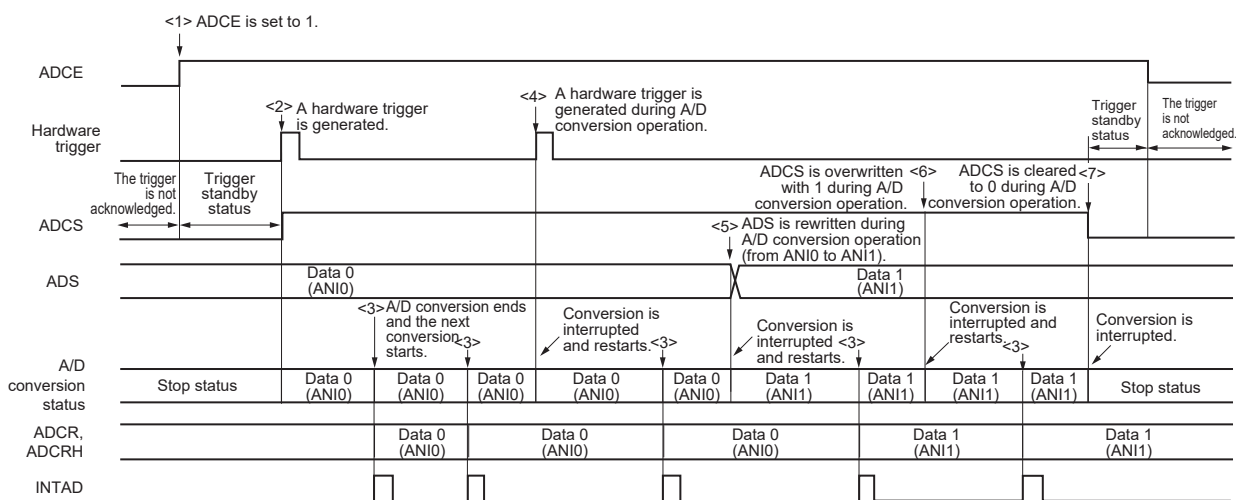 <1> ADCE is set to 1.
ADCE
<2> A hardware trigger
is generated.
<4> A hardware trigger is
generated during A/D
conversion operation.
Trigger
standby
status
The trigger
is not
acknowledged.
Hardware
trigger
The trigger
is not
acknowledged.
Trigger
standby
status
ADCS is overwritten <6>
with 1 during A/D
conversion operation.
ADCS is cleared <7>
to 0 during A/D
conversion operation.
ADCS
<5> ADS is rewritten during
A/D conversion operation
(from ANI0 to ANI1).
ADS
Data 0
(ANI0)
Data 1
(ANI1)
<3> A/D conversion ends
and the next
conversion
starts.
<3>
Conversion is
interrupted
and restarts.
<3>
Conversion is
interrupted
and restarts.
<3>
Conversion is
interrupted and
restarts.
<3>
Conversion is
interrupted.
A/D
conversion
status
Stop status
Data 0
(ANI0)
Data 0
(ANI0)
Data 0
(ANI0)
Data 0
(ANI0)
Data 0
(ANI0)
Data 1
(ANI1)
Data 1
(ANI1)
Data 1
(ANI1)
Data 1
(ANI1)
Stop status
ADCR,
ADCRH
Data 0
(ANI0)
Data 0
(ANI0)
Data 0
(ANI0)
Data 1
(ANI1)
Data 1
(ANI1)
INTAD